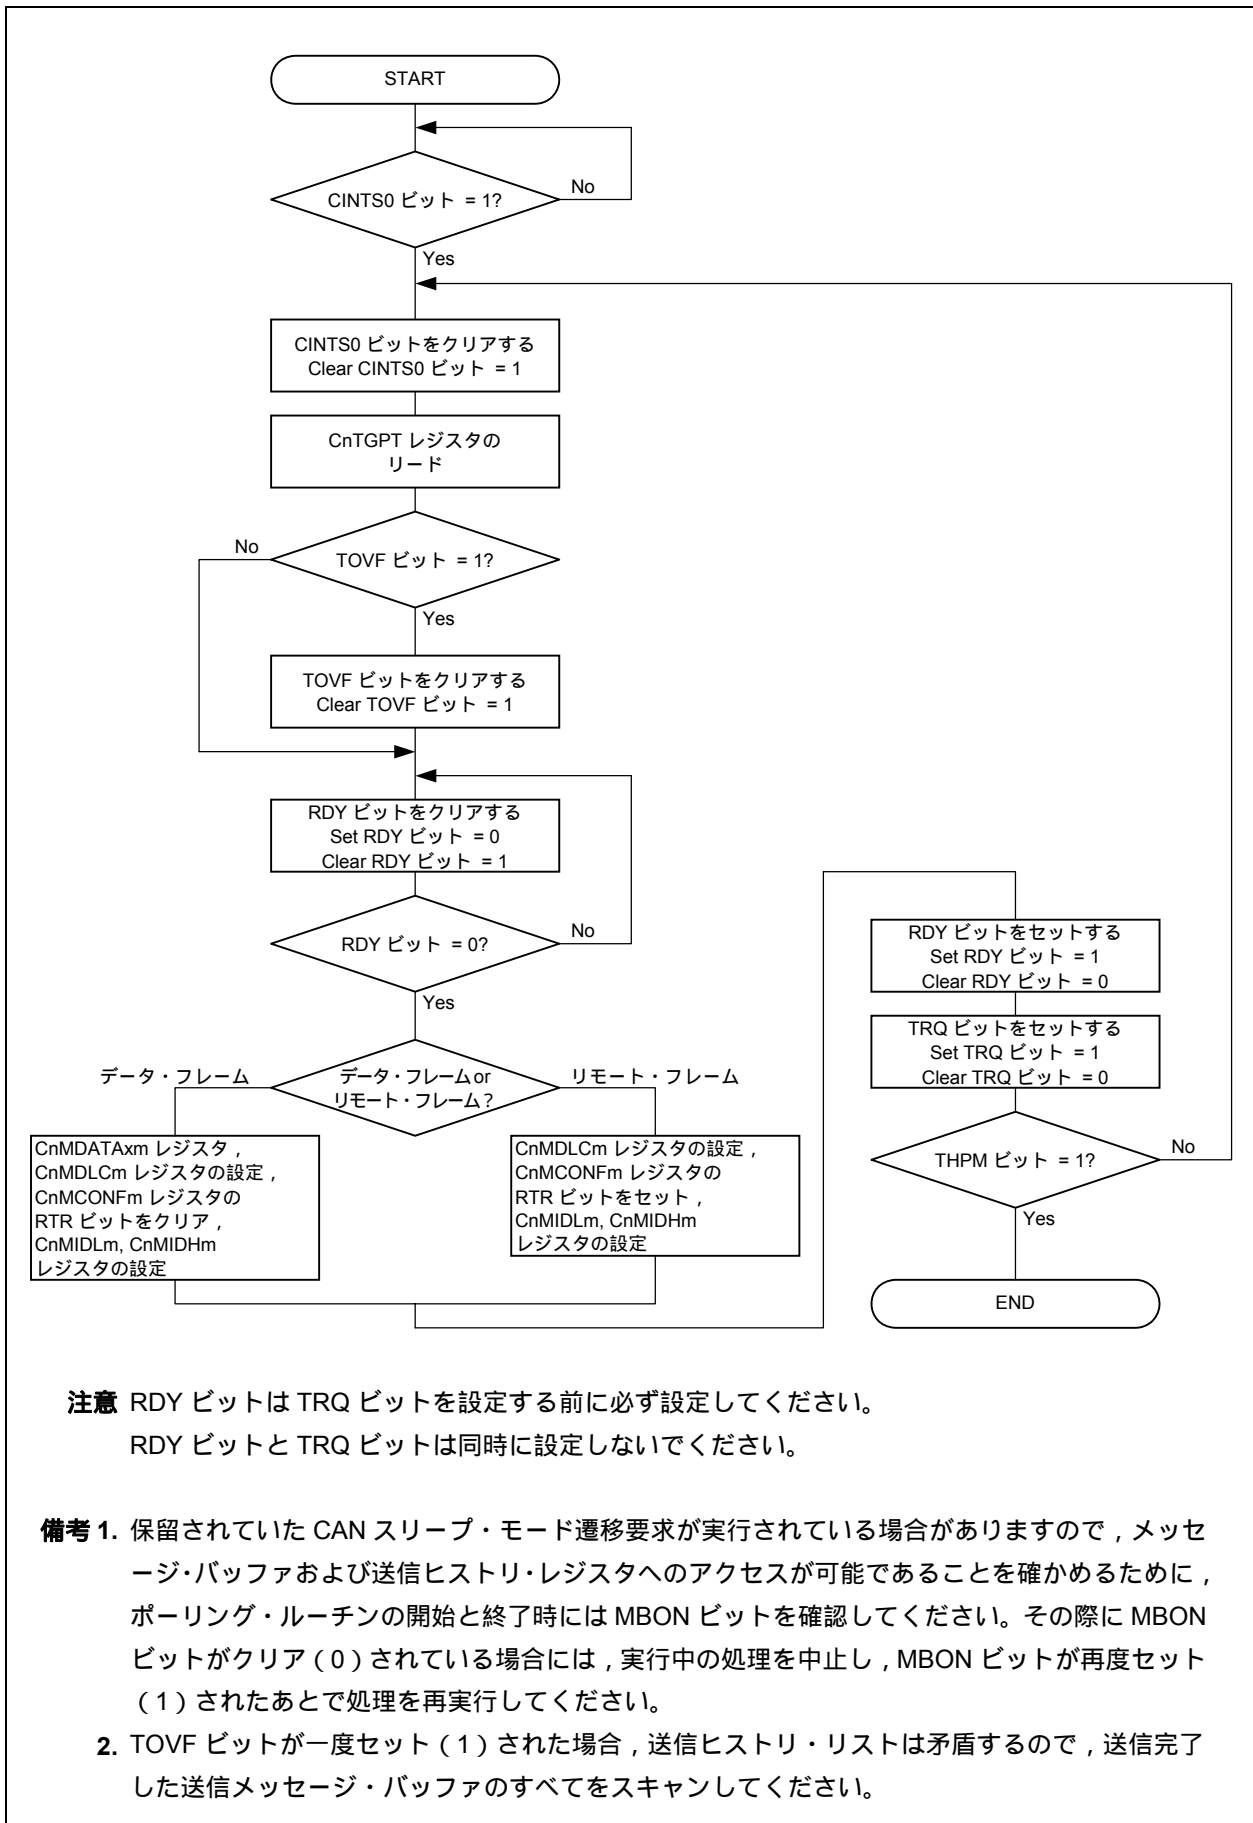 START
CINTS0 ビット = 1?
No
Yes
CINTS0 ビットをクリアする
Clear CINTS0 ビット = 1
CnTGPT レジスタの
リード
No
TOVF ビット = 1?
Yes
TOVF ビットをクリアする
Clear TOVF ビット = 1
RDY ビットをクリアする
Set RDY ビット = 0
Clear RDY ビット = 1
RDY ビット = 0?
No
Yes
データ・フレーム
データ・フレームor
リモート・フレーム?
リモート・フレーム
CnMDATAxm レジスタ,
CnMDLCm レジスタの設定,
CnMCONFm レジスタの
RTR ビットをクリア,
CnMIDLm, CnMIDHm
レジスタの設定
CnMDLCm レジスタの設定,
CnMCONFm レジスタの
RTR ビットをセット,
CnMIDLm, CnMIDHm
レジスタの設定
RDY ビットをセットする
Set RDY ビット = 1
Clear RDY ビット = 0
TRQ ビットをセットする
Set TRQ ビット = 1
Clear TRQ ビット = 0
THPM ビット = 1?
No
Yes
END
注意 RDY ビットは TRQ ビットを設定する前に必ず設定してください。
RDY ビットと TRQ ビットは同時に設定しないでください。
備考 1. 保留されていた CAN スリープ・モード遷移要求が実行されている場合がありますので,メッセ
ージ・バッファおよび送信ヒストリ・レジスタへのアクセスが可能であることを確かめるために,
ポーリング・ルーチンの開始と終了時には MBON ビットを確認してください。その際に MBON
ビットがクリア(0)されている場合には,実行中の処理を中止し,MBON ビットが再度セット
(1)されたあとで処理を再実行してください。
2. TOVF ビットが一度セット(1)された場合,送信ヒストリ・リストは矛盾するので,送信完了
した送信メッセージ・バッファのすべてをスキャンしてください。